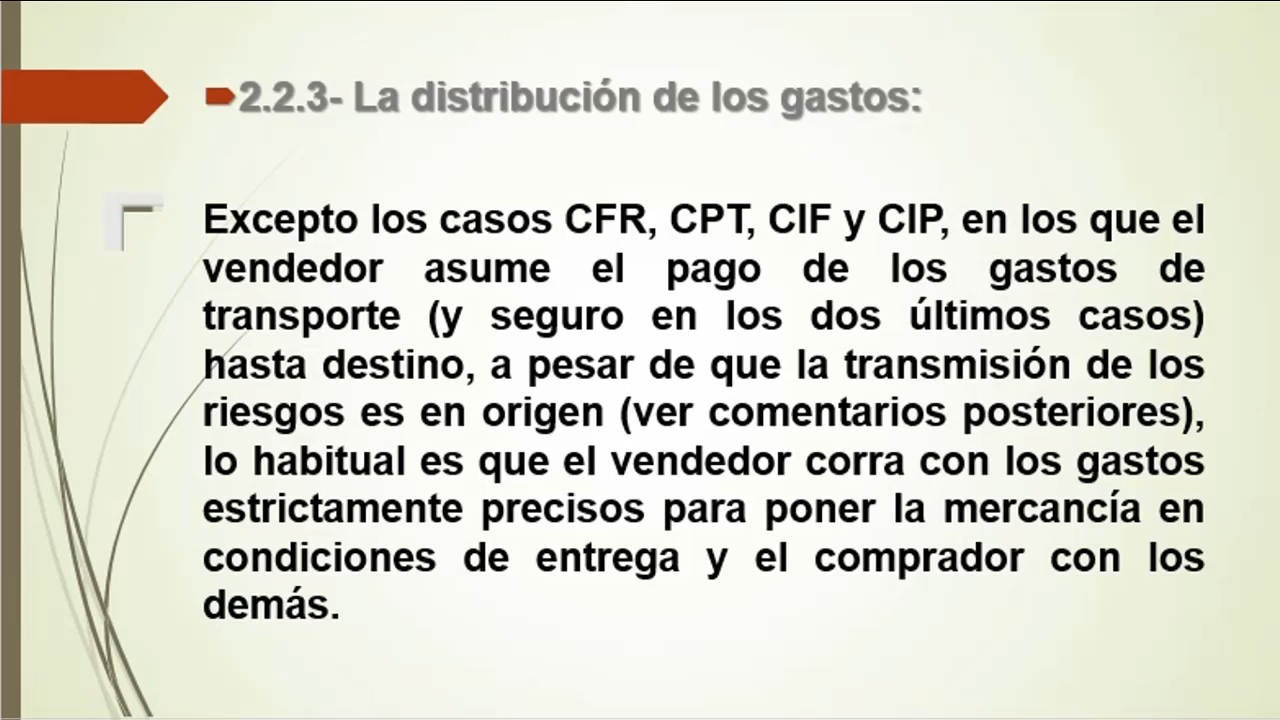 2.2.3- La distribución de los gastos:
Excepto los casos CFR, CPT, CIF y CIP, en los que el
vendedor asume el pago de los gastos de
transporte (y seguro en los dos últimos casos)
hasta destino, a pesar de que la transmisión de los
riesgos es en origen (ver comentarios posteriores),
lo habitual es que el vendedor corra con los gastos
estrictamente precisos para poner la mercancía en
condiciones de entrega y el comprador con los
demás.